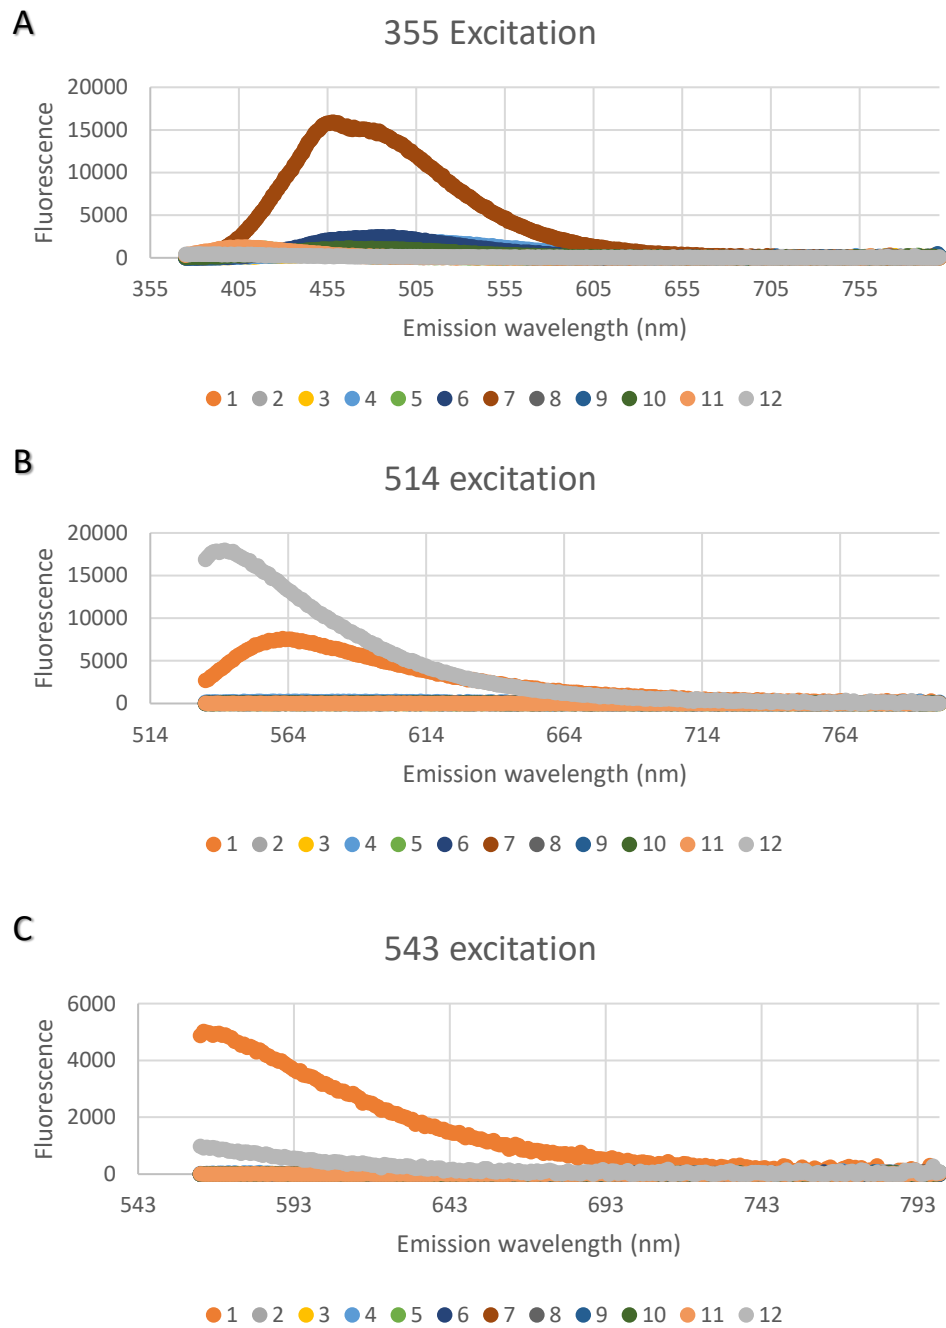 A
355 Excitation
20000
15000
10000
5000
0
Fluorescence
355 405 455 505 555 605 655 705 755
Emission wavelength (nm)
1 2 3 4 5 6 7 8 9 10 11 12
B
514 excitation
20000
15000
10000
5000
0
Fluorescence
514 564 614 664 714 764
Emission wavelength (nm)
1 2 3 4 5 6 7 8 9 10 11 12
C
543 excitation
6000
4000
2000
0
Fluorescence
543 593 643 693 743 793
Emission wavelength (nm)
1 2 3 4 5 6 7 8 9 10 11 12